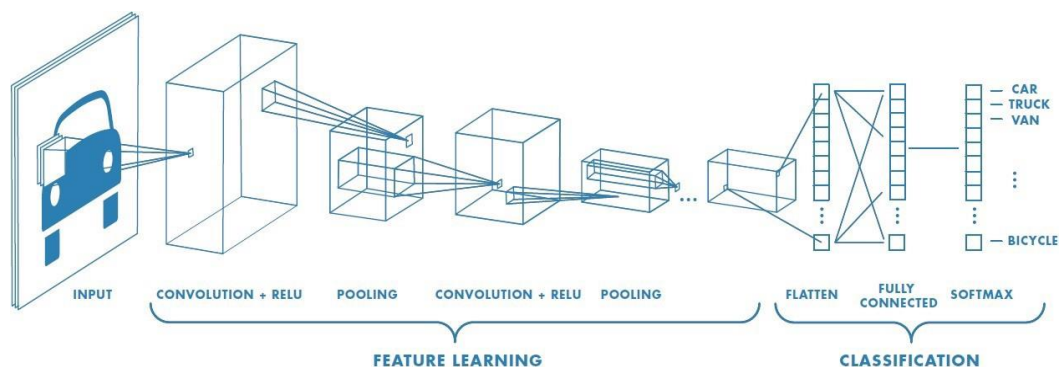 CAR
TRUCK
VAN
BICYCLE
INPUT
CONVOLUTION + RELU
POOLING
CONVOLUTION + RELU
POOLING
FLATTEN
FULLY
CONNECTED
SOFTMAX
FEATURE LEARNING
CLASSIFICATION